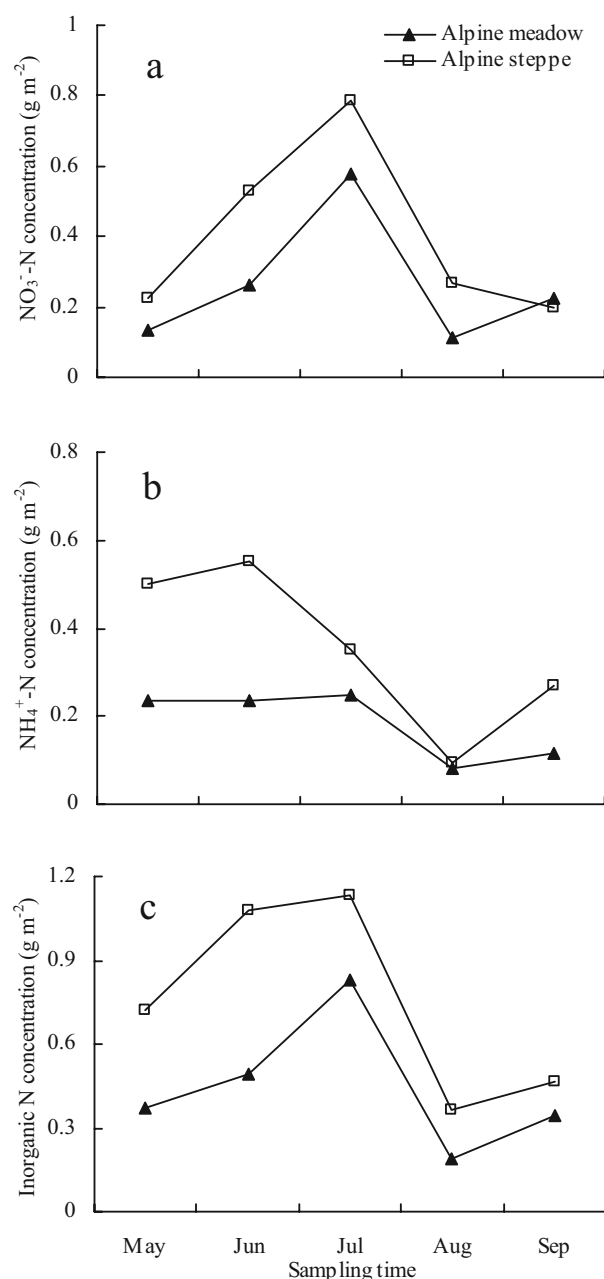 1
Alpine meadow
Alpine steppe
a
0.8
0.6
0.4
0.2
0
NO₃⁻-N concentration (g m⁻²)
0.8
b
0.6
0.4
0.2
0
NH₄⁺-N concentration (g m⁻²)
1.2
c
0.9
0.6
0.3
0
Inorganic N concentration (g m⁻²)
May Jun Jul Aug Sep
Sampling time